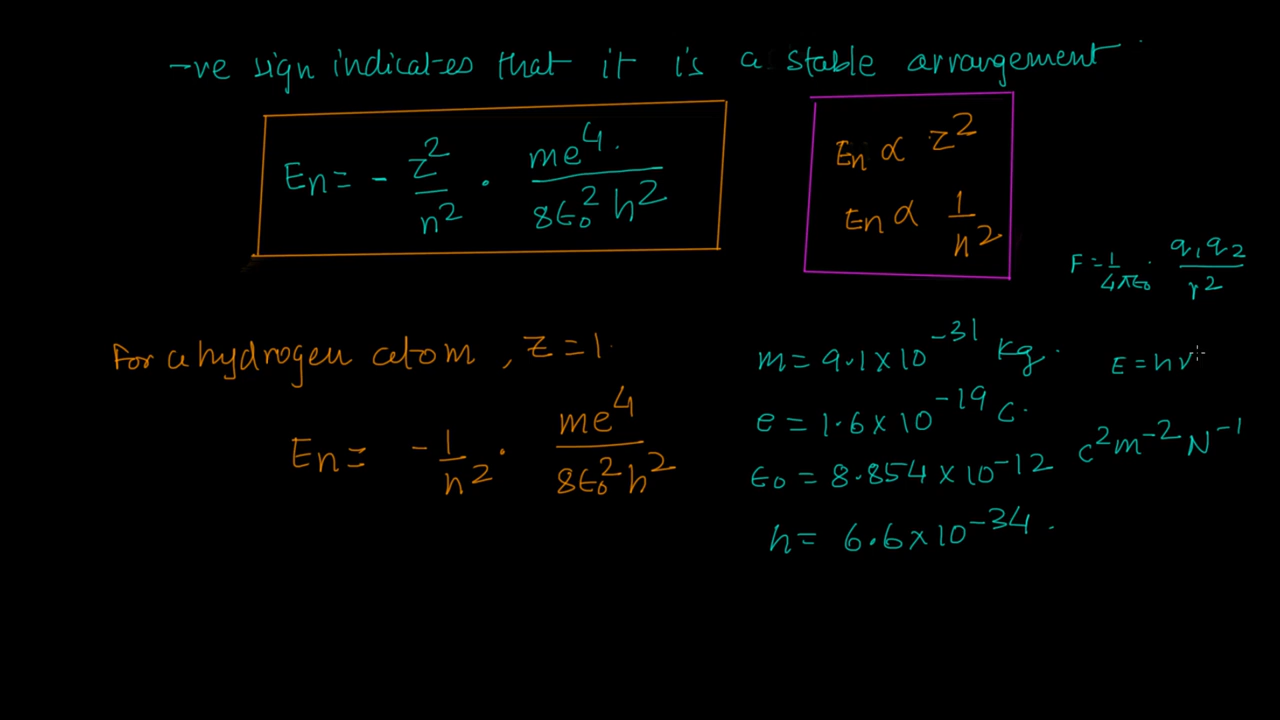 -ve sign indicates that it is a stable arrangement
En = - z²/n² · me⁴/8ϵ₀²h²
En ∝ z²
En ∝ 1/n²
F = 1/4πϵ₀ · q₁q₂/r²
For a hydrogen atom, z = 1.
En = -1/n² · me⁴/8ϵ₀²h²
m = 9.1 × 10⁻³¹ kg.
E = hν
e = 1.6 × 10⁻¹⁹ C.
ϵ₀ = 8.854 × 10⁻¹² C²m⁻²N⁻¹
h = 6.6 × 10⁻³⁴.